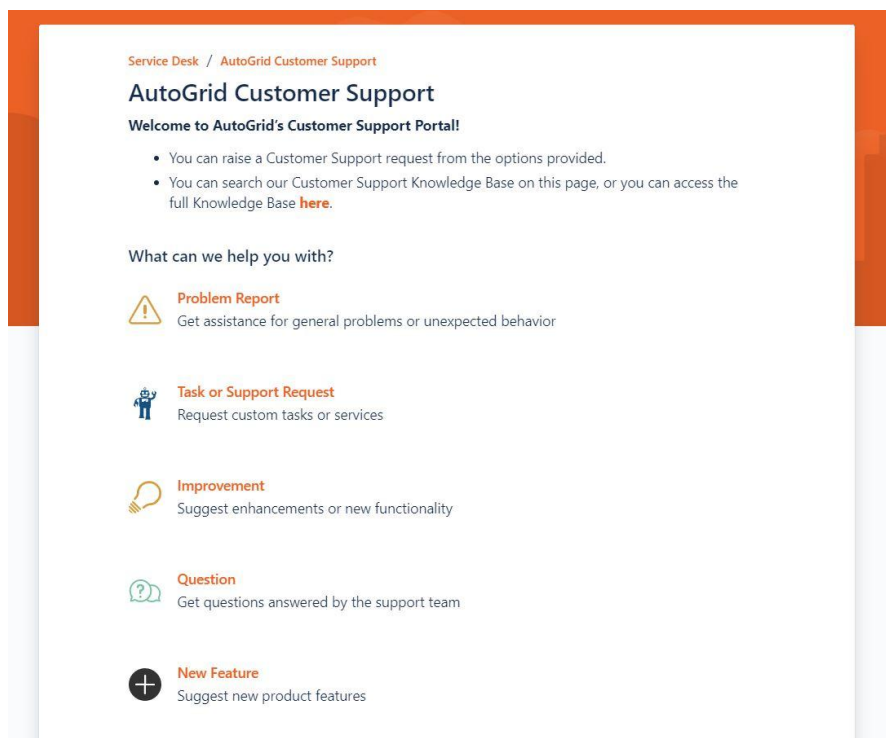 Service Desk / AutoGrid Customer Support
AutoGrid Customer Support
Welcome to AutoGrid's Customer Support Portal!
• You can raise a Customer Support request from the options provided.
• You can search our Customer Support Knowledge Base on this page, or you can access the
full Knowledge Base here.
What can we help you with?
Problem Report
Get assistance for general problems or unexpected behavior
Task or Support Request
Request custom tasks or services
Improvement
Suggest enhancements or new functionality
Question
Get questions answered by the support team
New Feature
Suggest new product features